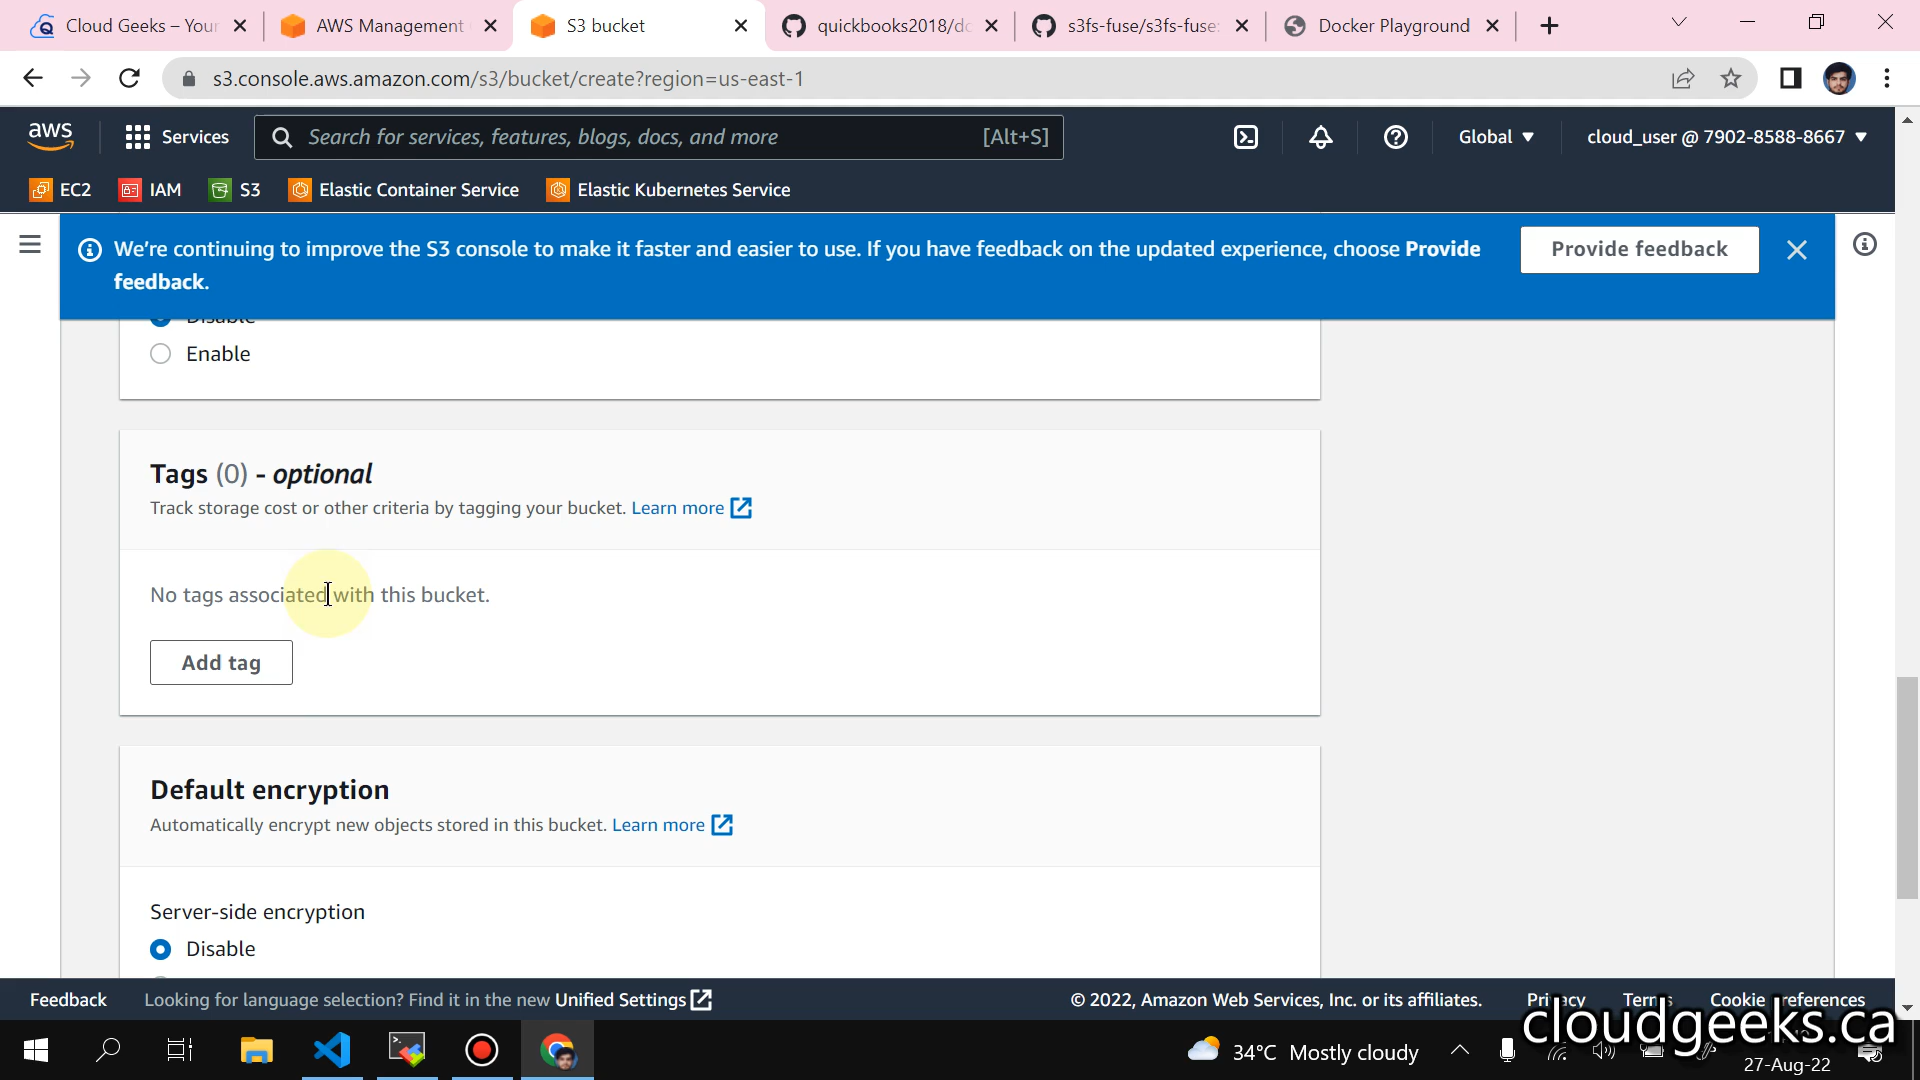 Cloud Geeks – Your
AWS Management
S3 bucket
quickbooks2018/do
s3fs-fuse/s3fs-fuse:
Docker Playground
s3.console.aws.amazon.com/s3/bucket/create?region=us-east-1
aws
Services
Search for services, features, blogs, docs, and more
[Alt+S]
Global
cloud_user @ 7902-8588-8667
EC2
IAM
S3
Elastic Container Service
Elastic Kubernetes Service
We're continuing to improve the S3 console to make it faster and easier to use. If you have feedback on the updated experience, choose Provide
feedback.
Provide feedback
Disable
Enable
Tags (0) - optional
Track storage cost or other criteria by tagging your bucket. Learn more
No tags associated with this bucket.
Add tag
Default encryption
Automatically encrypt new objects stored in this bucket. Learn more
Server-side encryption
Disable
Feedback
Looking for language selection? Find it in the new Unified Settings
© 2022, Amazon Web Services, Inc. or its affiliates.
Privacy
Terms
Cookie preferences
cloudgeeks.ca
34°C Mostly cloudy
27-Aug-22